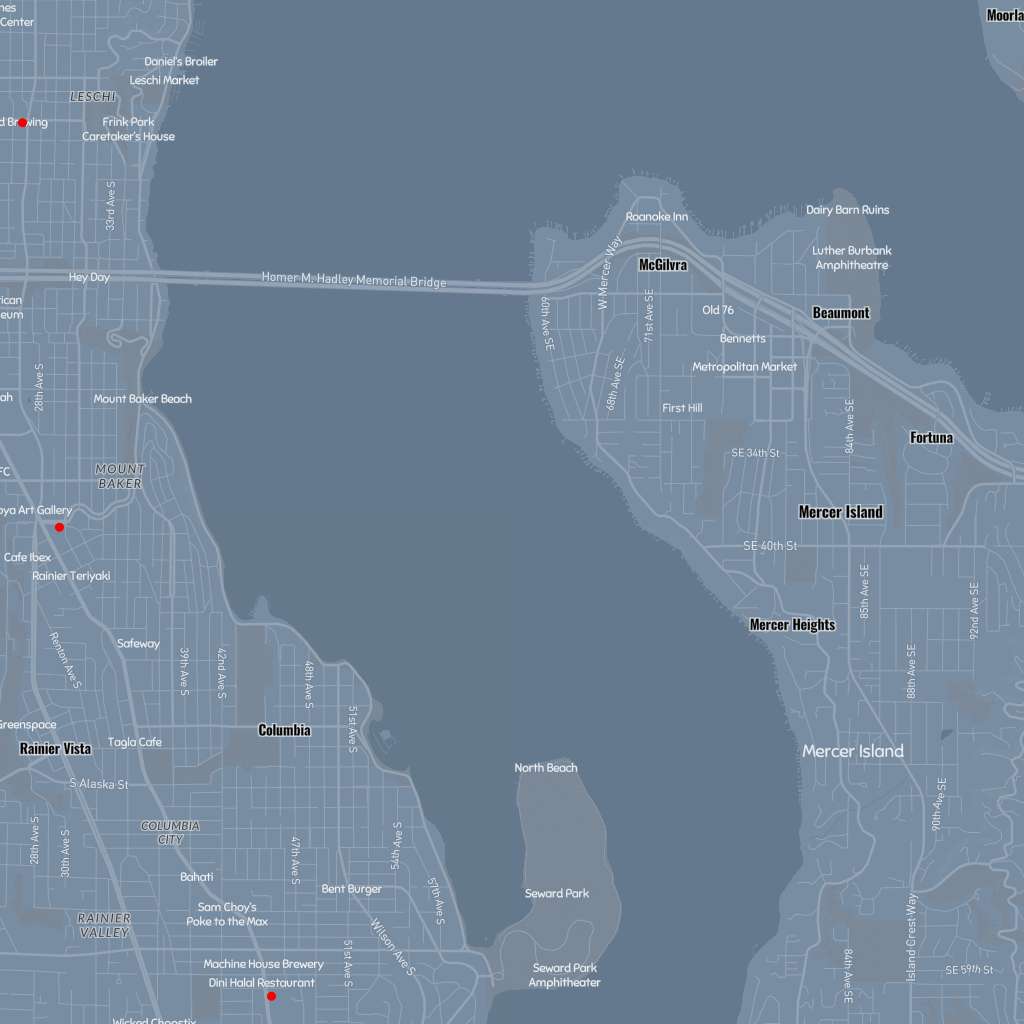 Center
Moorla
Daniel's Broiler
Leschi Market
LESCHI
Brewing
Frink Park
Caretaker's House
33rd Ave S
Roanoke Inn
Dairy Barn Ruins
W Mercer Way
McGilvra
Luther Burbank
Amphitheatre
Hey Day
Homer M. Hadley Memorial Bridge
60th Ave SE
71st Ave SE
Old 76
Beaumont
Bennetts
Metropolitan Market
28th Ave S
68th Ave SE
Mount Baker Beach
First Hill
84th Ave SE
Fortuna
SE 34th St
MOUNT
BAKER
FC
oya Art Gallery
Mercer Island
SE 40th St
Cafe Ibex
Rainier Teriyaki
85th Ave SE
92nd Ave SE
Mercer Heights
Safeway
Renton Ave S
39th Ave S
42nd Ave S
48th Ave S
88th Ave SE
51st Ave S
Greenspace
Columbia
Rainier Vista
Tagla Cafe
Mercer Island
North Beach
S Alaska St
90th Ave SE
COLUMBIA
CITY
28th Ave S
30th Ave S
47th Ave S
54th Ave S
Bahati
Bent Burger
57th Ave S
Seward Park
Sam Choy's
Poke to the Max
RAINIER
VALLEY
Wilson Ave S
51st Ave S
Island Crest Way
84th Ave SE
SE 59th St
Machine House Brewery
Dini Halal Restaurant
Seward Park
Amphitheater
Wicked Chopstix